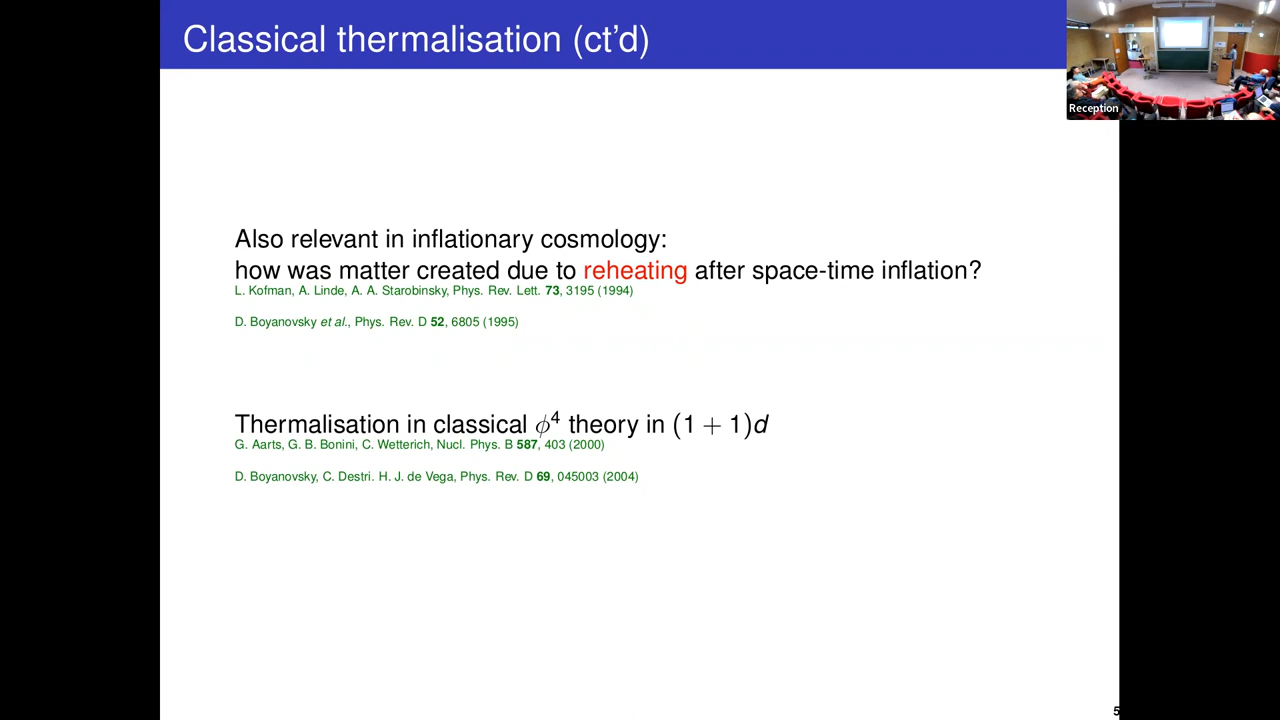 Classical thermalisation (ct'd)
Reception
Also relevant in inflationary cosmology:
how was matter created due to reheating after space-time inflation?
L. Kofman, A. Linde, A. A. Starobinsky, Phys. Rev. Lett. 73, 3195 (1994)
D. Boyanovsky et al., Phys. Rev. D 52, 6805 (1995)
Thermalisation in classical ϕ⁴ theory in (1 + 1)d
G. Aarts, G. B. Bonini, C. Wetterich, Nucl. Phys. B 587, 403 (2000)
D. Boyanovsky, C. Destri. H. J. de Vega, Phys. Rev. D 69, 045003 (2004)
5